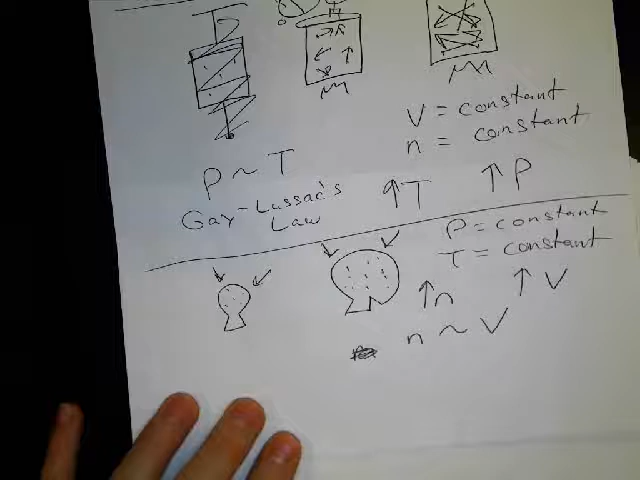 V = constant
n = constant
P ~ T
↑T
↑P
Gay-Lussac's
Law
P = constant
T = constant
↑n
↑V
n ~ V